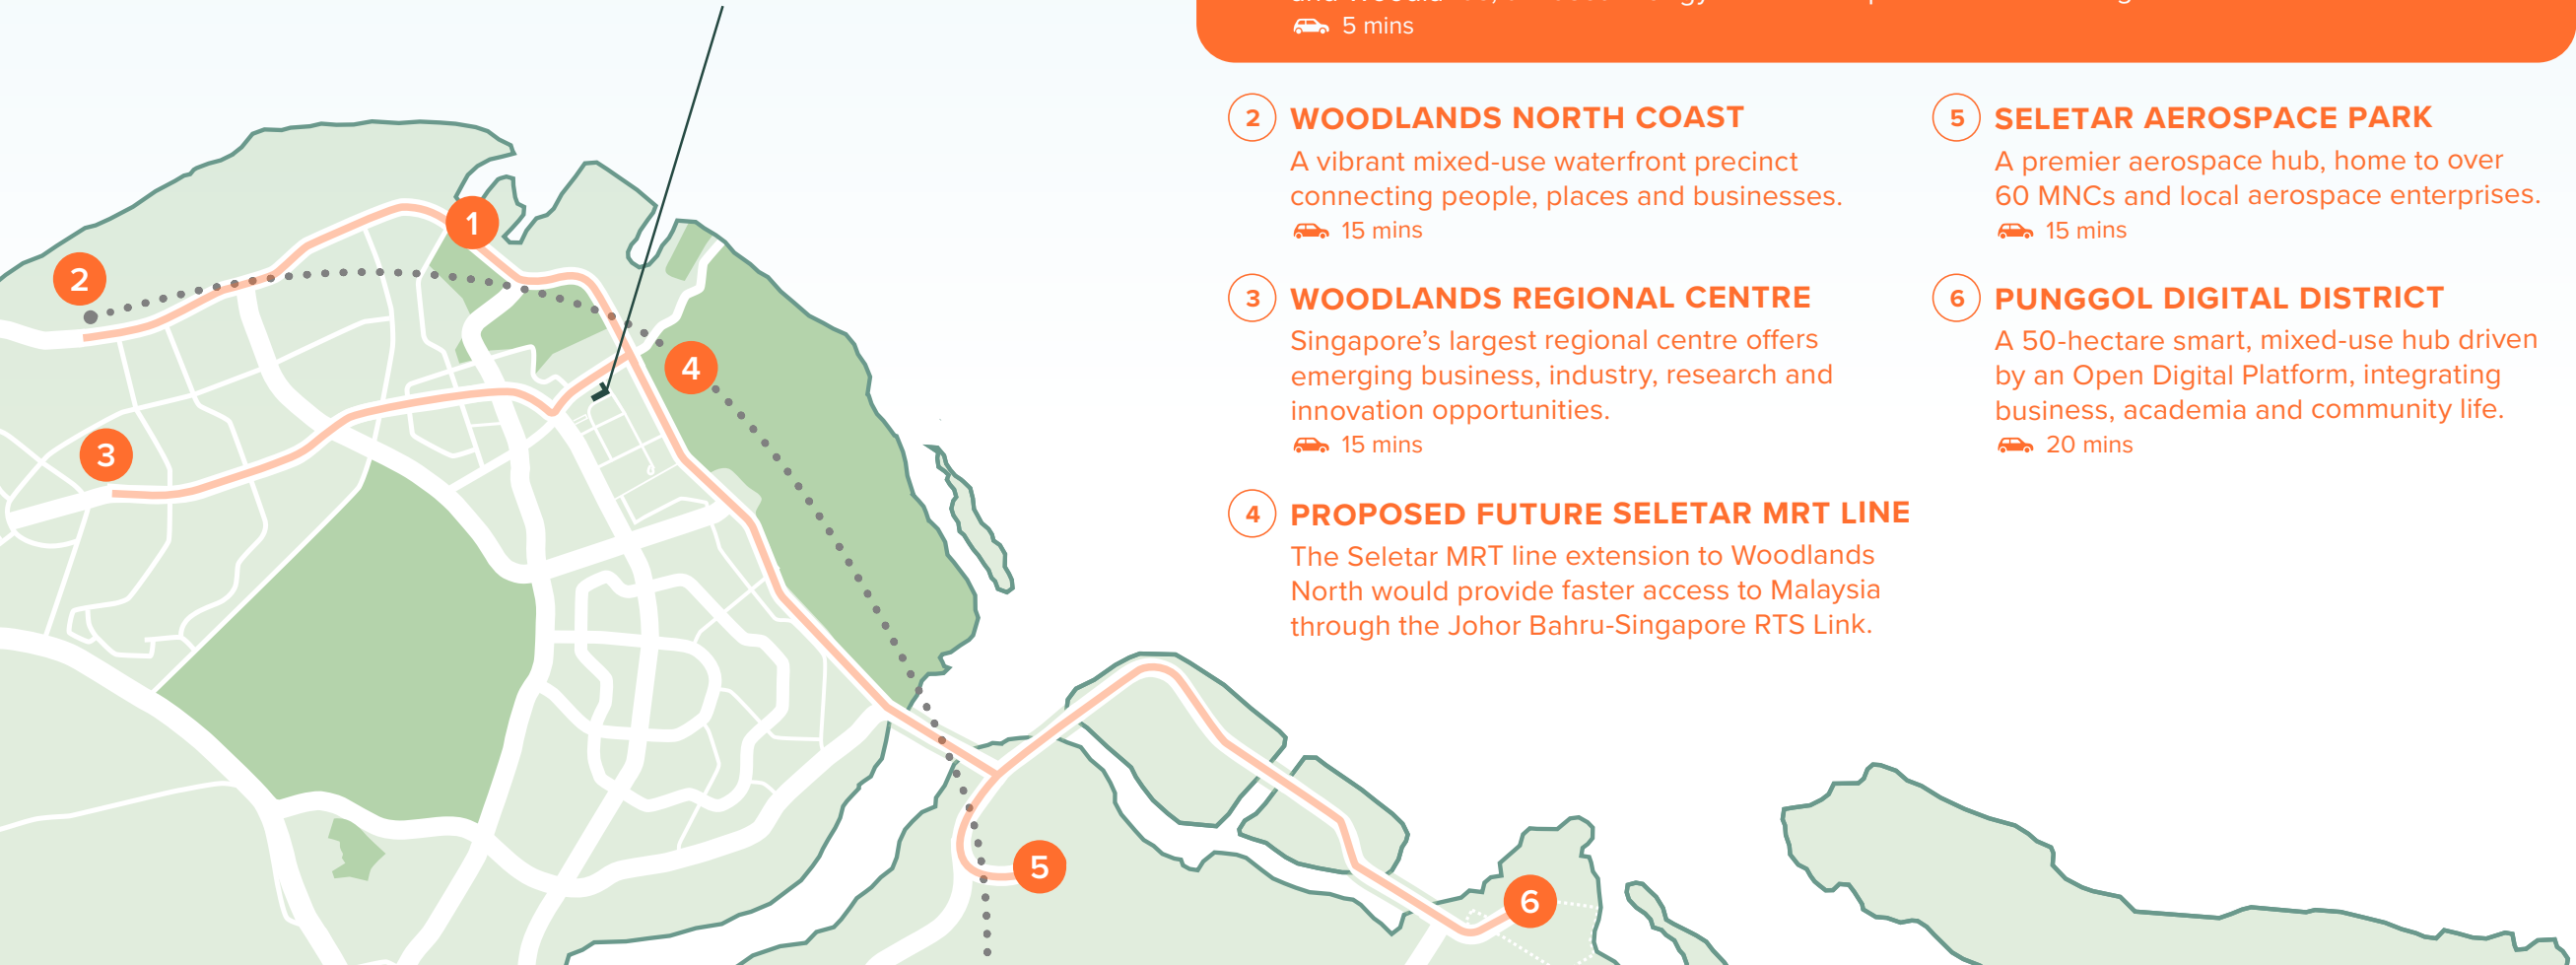 5 mins
2 WOODLANDS NORTH COAST
A vibrant mixed-use waterfront precinct
connecting people, places and businesses.
15 mins
3 WOODLANDS REGIONAL CENTRE
Singapore's largest regional centre offers
emerging business, industry, research and
innovation opportunities.
15 mins
4 PROPOSED FUTURE SELETAR MRT LINE
The Seletar MRT line extension to Woodlands
North would provide faster access to Malaysia
through the Johor Bahru-Singapore RTS Link.
5 SELETAR AEROSPACE PARK
A premier aerospace hub, home to over
60 MNCs and local aerospace enterprises.
15 mins
6 PUNGGOL DIGITAL DISTRICT
A 50-hectare smart, mixed-use hub driven
by an Open Digital Platform, integrating
business, academia and community life.
20 mins
1
2
4
3
5
6